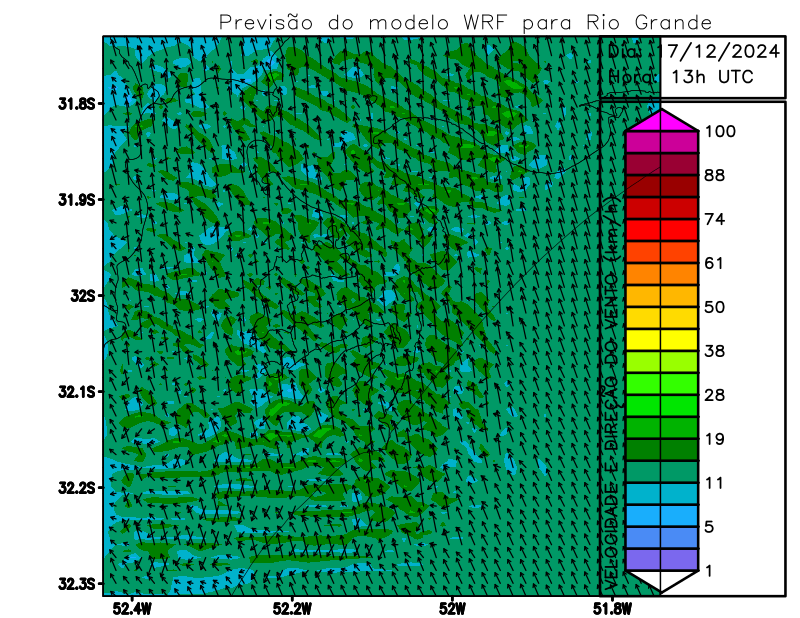 Previsão do modelo WRF para Rio Grande
Dia: 17/12/2024
Hora: 13h UTC
VELOCIDADE E DIREÇÃO DO VENTO (km/h)
100
88
74
61
50
38
28
19
11
5
1
31.8S
31.9S
32S
32.1S
32.2S
32.3S
52.4W
52.2W
52W
51.8W